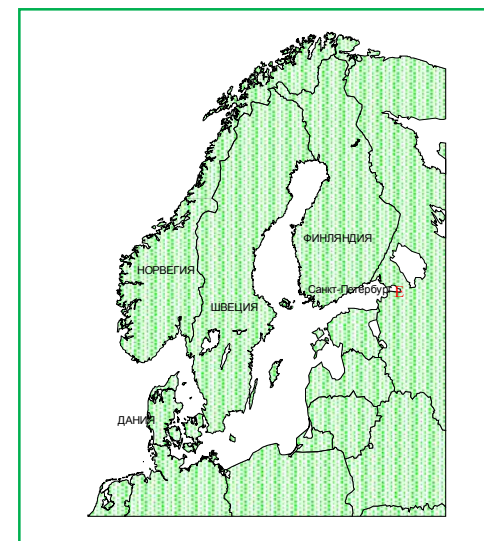 ФИНЛЯНДИЯ
НОРВЕГИЯ
Санкт-Петербург
E
ШВЕЦИЯ
ДАНИЯ